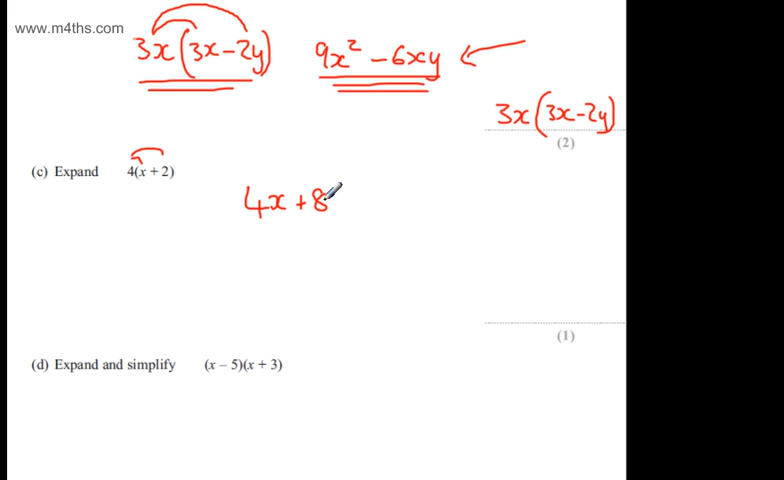 www.m4ths.com
3x(3x-2y) 9x² - 6xy
3x(3x-2y)
(2)
(c) Expand 4(x + 2)
4x + 8
(1)
(d) Expand and simplify (x – 5)(x + 3)